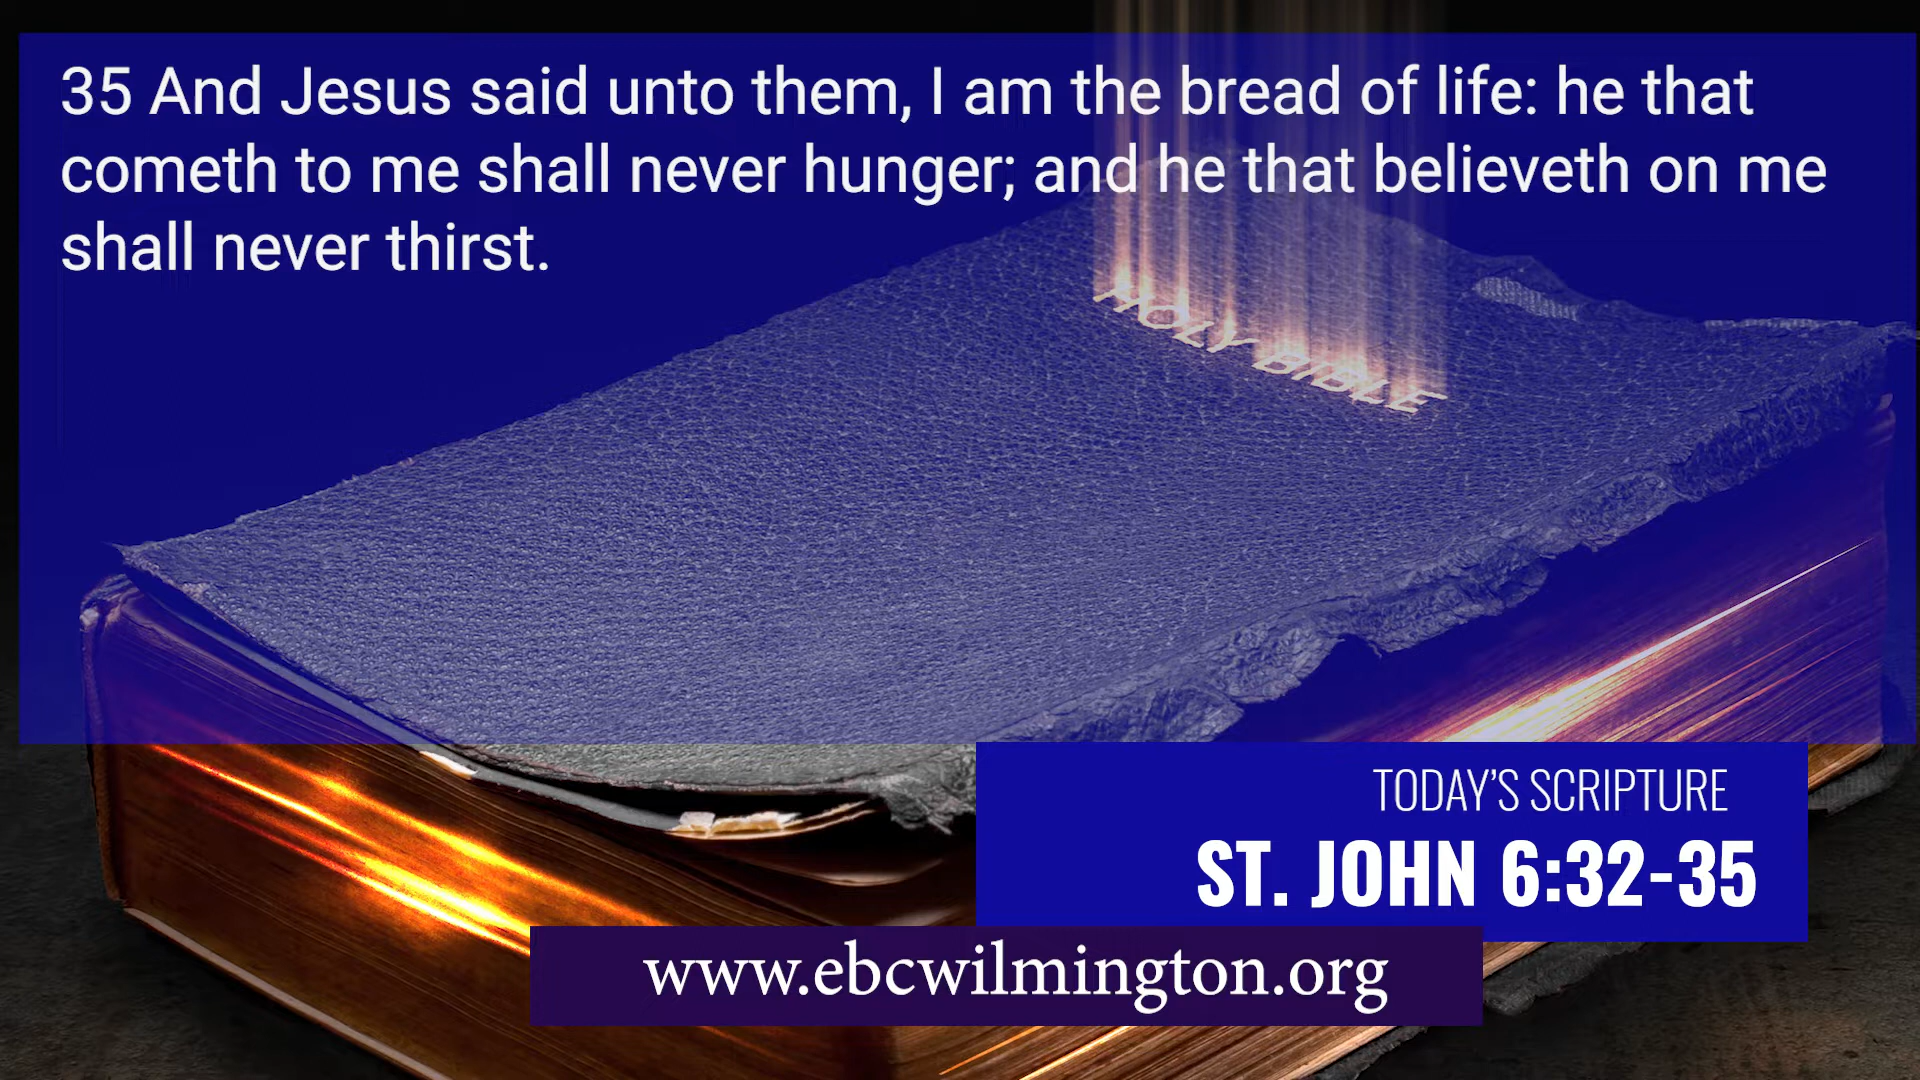 35 And Jesus said unto them, I am the bread of life: he that
cometh to me shall never hunger; and he that believeth on me
shall never thirst.
HOLY BIBLE
TODAY’S SCRIPTURE
ST. JOHN 6:32-35
www.ebcwilmington.org